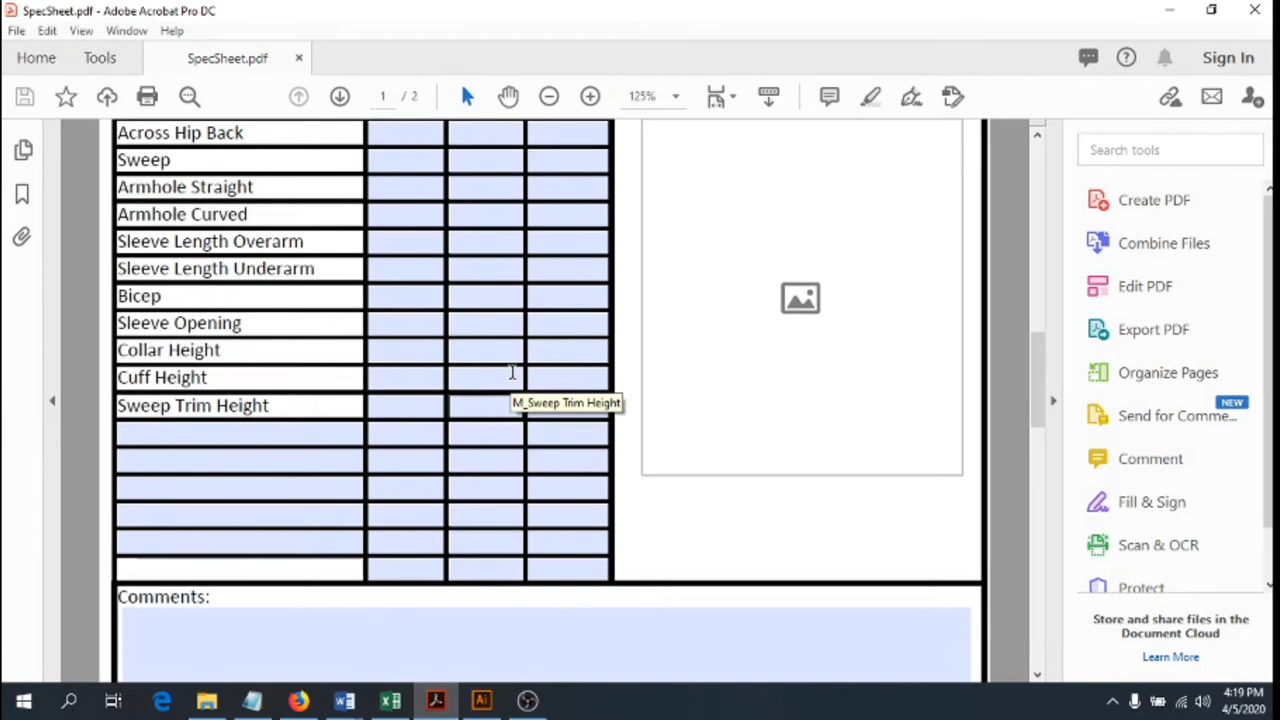 SpecSheet.pdf - Adobe Acrobat Pro DC
File Edit View Window Help
Home Tools SpecSheet.pdf × Sign In
1 / 2 125%
Across Hip Back
Sweep
Armhole Straight
Armhole Curved
Sleeve Length Overarm
Sleeve Length Underarm
Bicep
Sleeve Opening
Collar Height
Cuff Height
M_Sweep Trim Height
Sweep Trim Height
Comments:
Search tools
Create PDF
Combine Files
Edit PDF
Export PDF
Organize Pages
NEW
Send for Comme...
Comment
Fill & Sign
Scan & OCR
Protect
Store and share files in the
Document Cloud
Learn More
4:19 PM
4/5/2020